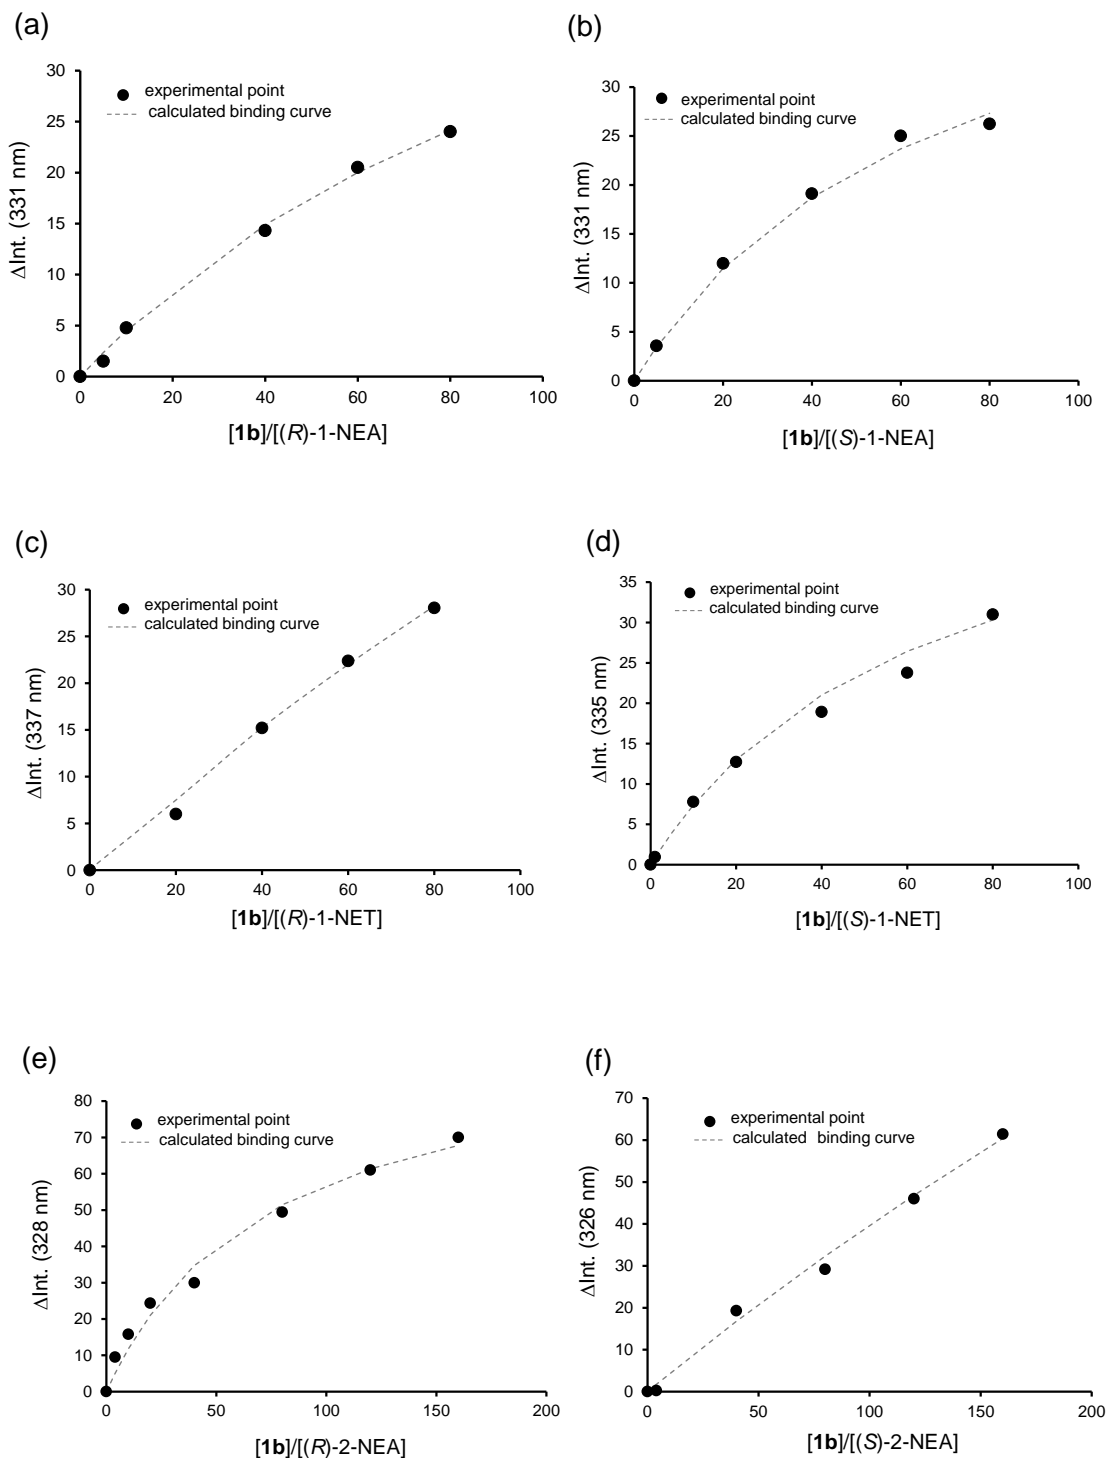 (a)
30
25
20
15
10
5
0
ΔInt. (331 nm)
experimental point
calculated binding curve
0 20 40 60 80 100
[1b]/[(R)-1-NEA]
(b)
30
25
20
15
10
5
0
ΔInt. (331 nm)
experimental point
calculated binding curve
0 20 40 60 80 100
[1b]/[(S)-1-NEA]
(c)
30
25
20
15
10
5
0
ΔInt. (337 nm)
experimental point
calculated binding curve
0 20 40 60 80 100
[1b]/[(R)-1-NET]
(d)
35
30
25
20
15
10
5
0
ΔInt. (335 nm)
experimental point
calculated binding curve
0 20 40 60 80 100
[1b]/[(S)-1-NET]
(e)
80
70
60
50
40
30
20
10
0
ΔInt. (328 nm)
experimental point
calculated binding curve
0 50 100 150 200
[1b]/[(R)-2-NEA]
(f)
70
60
50
40
30
20
10
0
ΔInt. (326 nm)
experimental point
calculated binding curve
0 50 100 150 200
[1b]/[(S)-2-NEA]